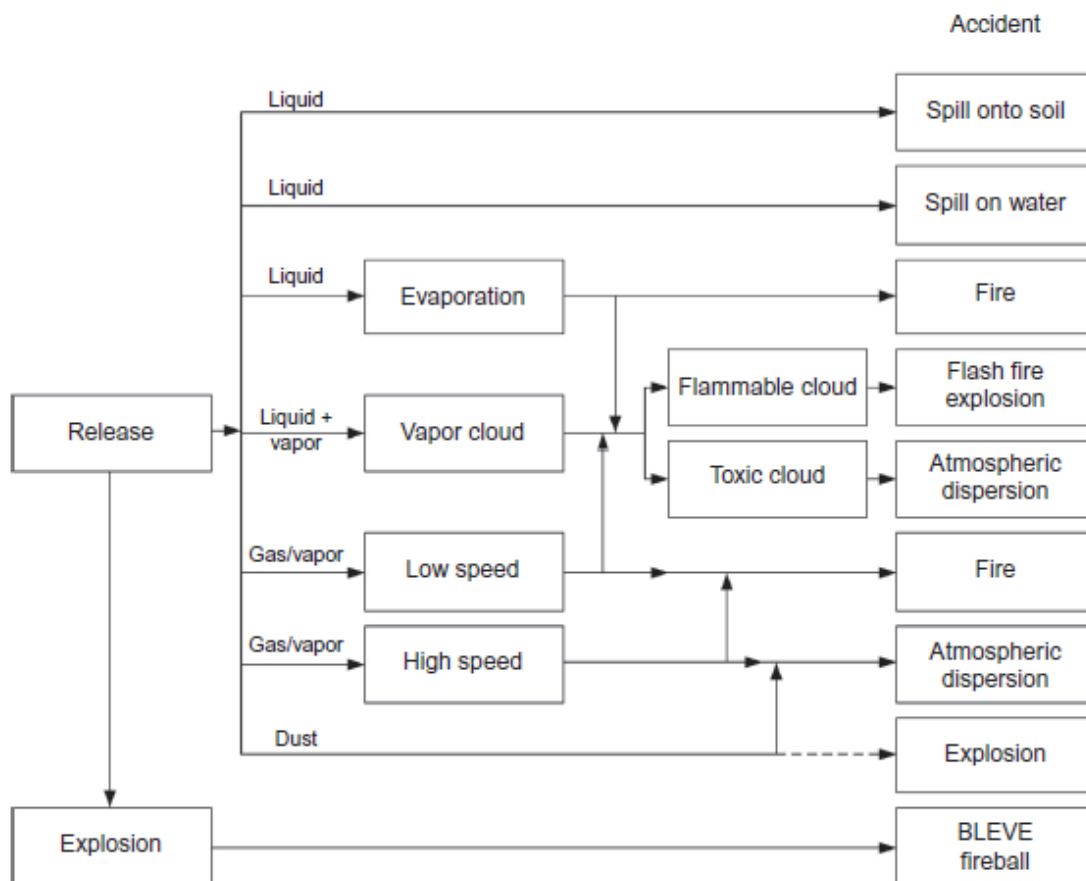 Accident
Liquid
Spill onto soil
Liquid
Spill on water
Liquid
Evaporation
Fire
Flammable cloud
Flash fire
explosion
Release
Liquid +
vapor
Vapor cloud
Toxic cloud
Atmospheric
dispersion
Gas/vapor
Low speed
Fire
Gas/vapor
High speed
Atmospheric
dispersion
Dust
Explosion
Explosion
BLEVE
fireball